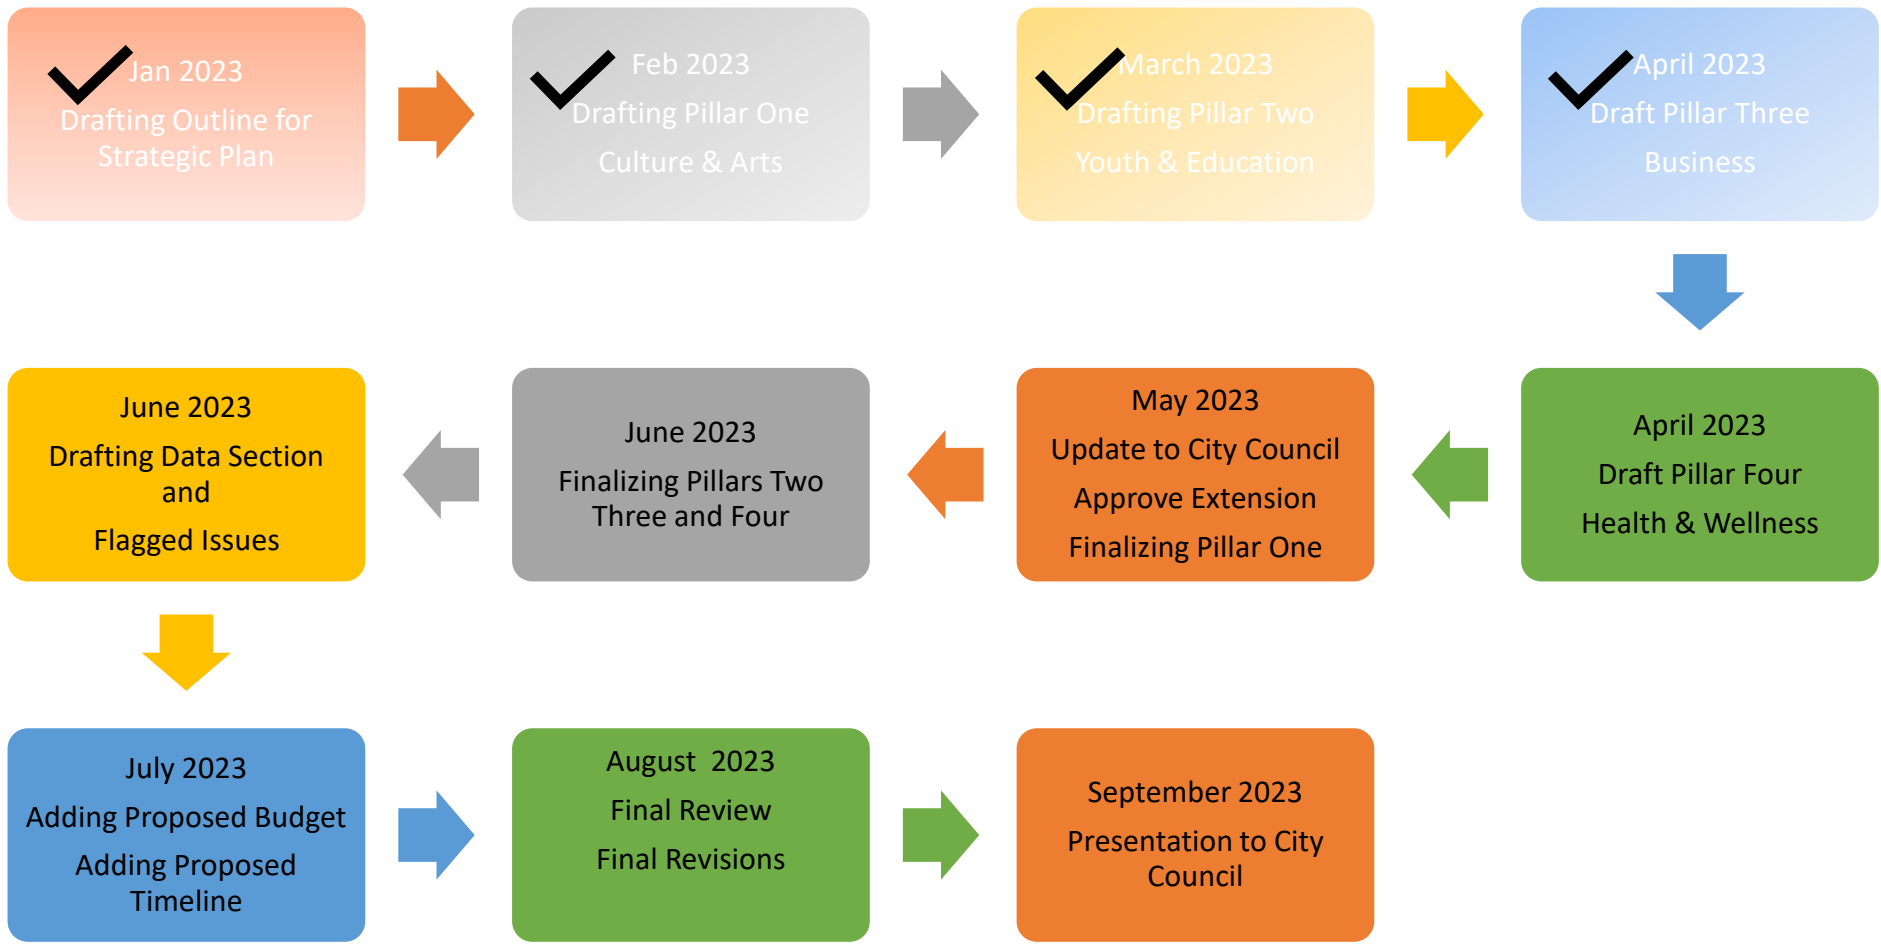 Jan 2023
Drafting Outline for
Strategic Plan
Feb 2023
Drafting Pillar One
Culture & Arts
March 2023
Drafting Pillar Two
Youth & Education
April 2023
Draft Pillar Three
Business
April 2023
Draft Pillar Four
Health & Wellness
May 2023
Update to City Council
Approve Extension
Finalizing Pillar One
June 2023
Finalizing Pillars Two
Three and Four
June 2023
Drafting Data Section
and
Flagged Issues
July 2023
Adding Proposed Budget
Adding Proposed
Timeline
August  2023
Final Review
Final Revisions
September 2023
Presentation to City
Council